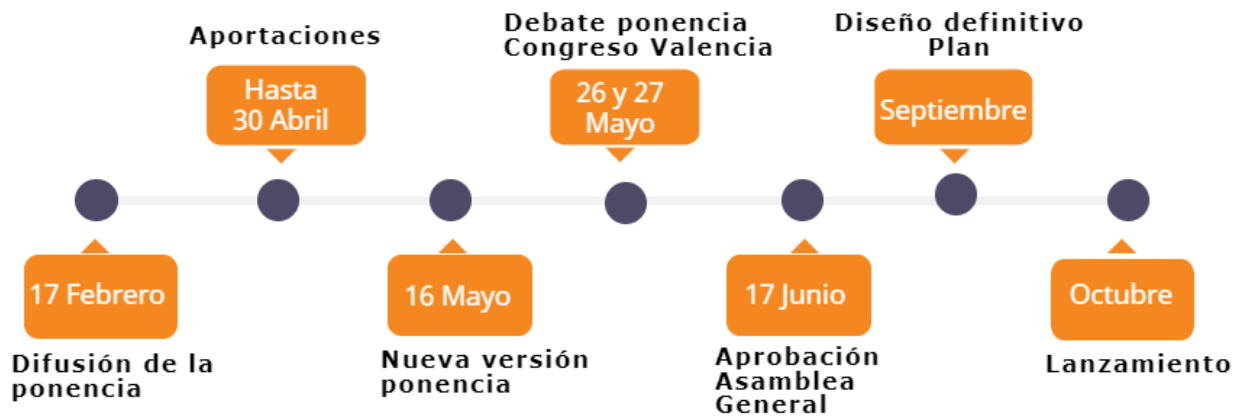 17 Febrero
Difusión de la
ponencia
Aportaciones
Hasta
30 Abril
16 Mayo
Nueva versión
ponencia
Debate ponencia
Congreso Valencia
26 y 27
Mayo
17 Junio
Aprobación
Asamblea
General
Diseño definitivo
Plan
Septiembre
Octubre
Lanzamiento